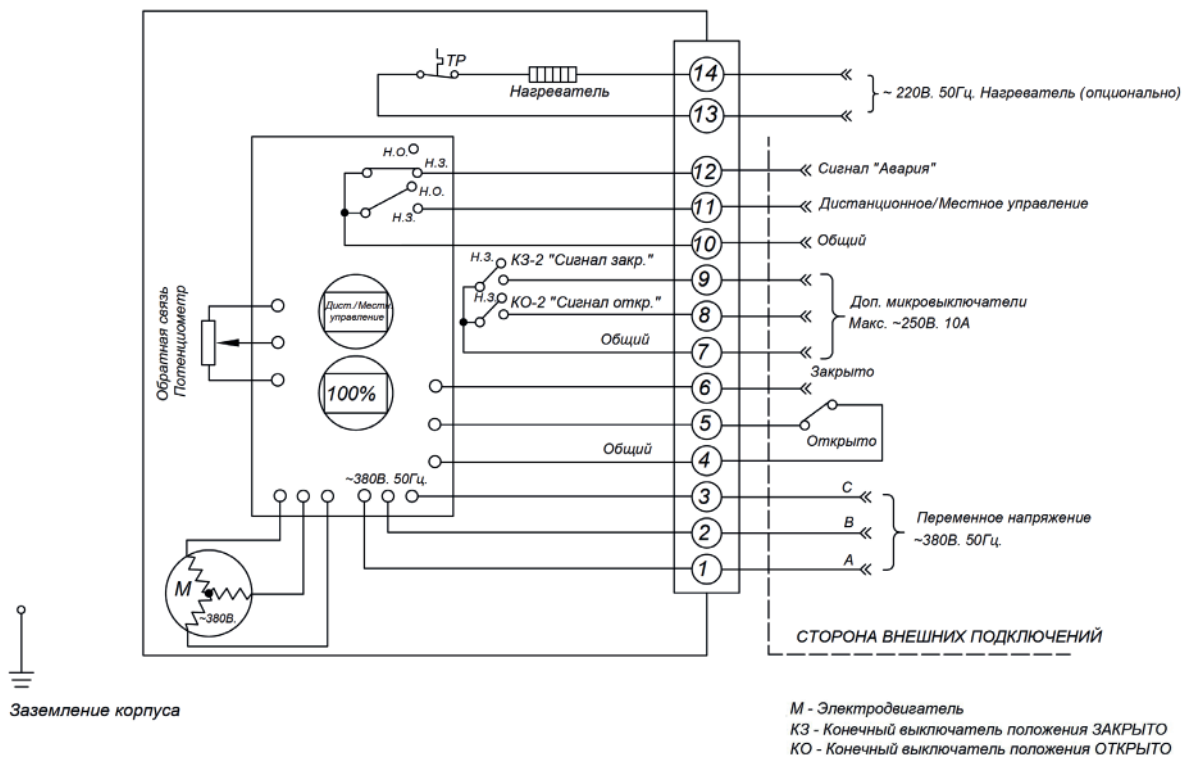 ТР
Нагреватель
14
13
~ 220В. 50Гц. Нагреватель (опционально)
Н.О.
Н.З.
12
Сигнал "Авария"
Н.О.
Н.З.
11
Дистанционное/Местное управление
10
Общий
Н.З.
КЗ-2 "Сигнал закр."
9
Н.З.
КО-2 "Сигнал откр."
8
Доп. микровыключатели
Макс. ~250В. 10А
Общий
7
Обратная связь
Потенциометр
Дист./Местн.
управление
100%
6
Закрыто
5
Открыто
Общий
4
~380В. 50Гц.
3
C
2
B
1
A
Переменное напряжение
~380В. 50Гц.
М
~380В.
СТОРОНА ВНЕШНИХ ПОДКЛЮЧЕНИЙ
Заземление корпуса
М - Электродвигатель
КЗ - Конечный выключатель положения ЗАКРЫТО
КО - Конечный выключатель положения ОТКРЫТО